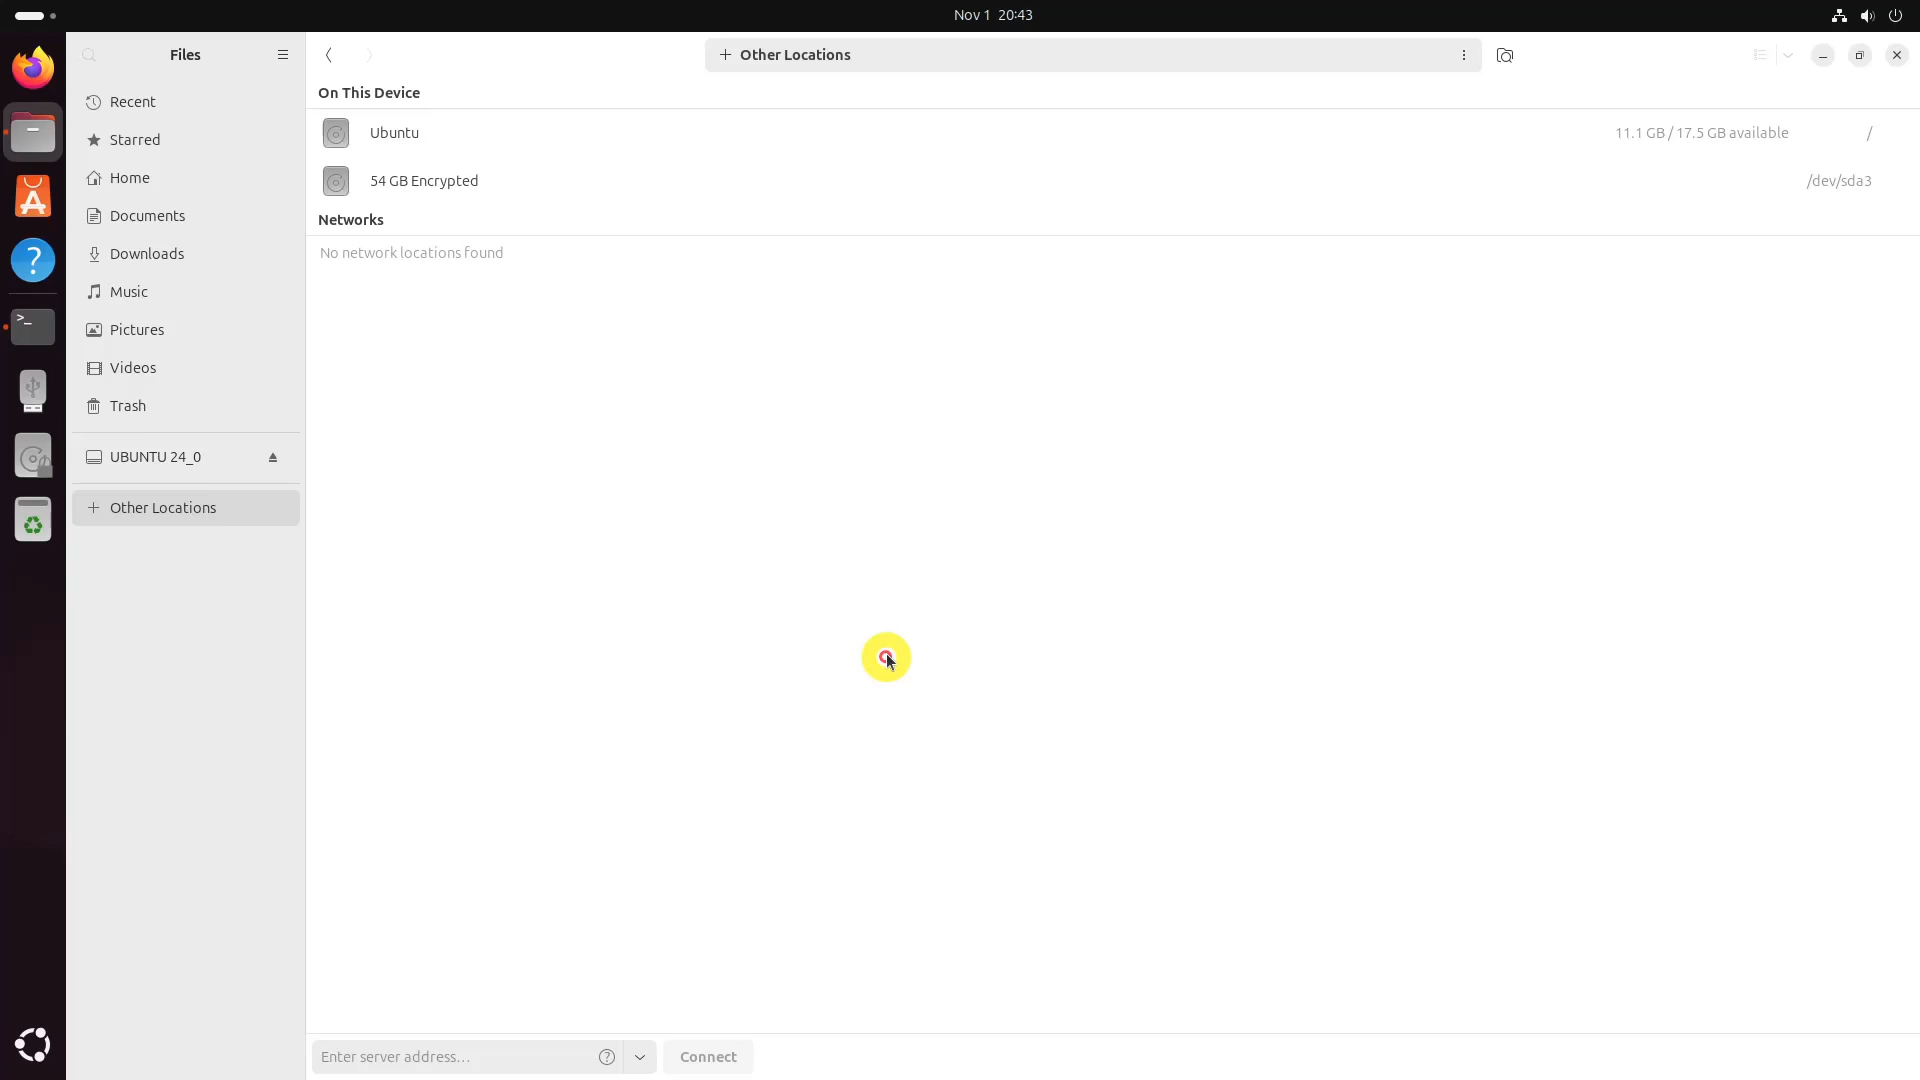 Nov 1 20:43
Files
Other Locations
On This Device
Recent
Ubuntu
11.1 GB / 17.5 GB available
/
Starred
54 GB Encrypted
/dev/sda3
Home
Documents
Networks
Downloads
No network locations found
Music
Pictures
Videos
Trash
UBUNTU 24_0
Other Locations
Enter server address…
Connect